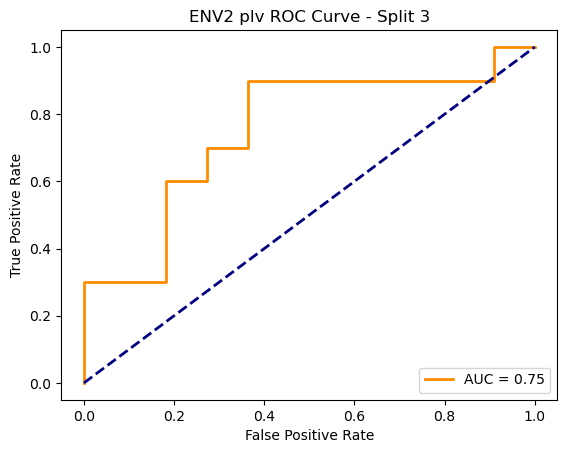 ENV2 plv ROC Curve - Split 3
True Positive Rate
1.0
0.8
0.6
0.4
0.2
0.0
AUC = 0.75
0.0 0.2 0.4 0.6 0.8 1.0
False Positive Rate